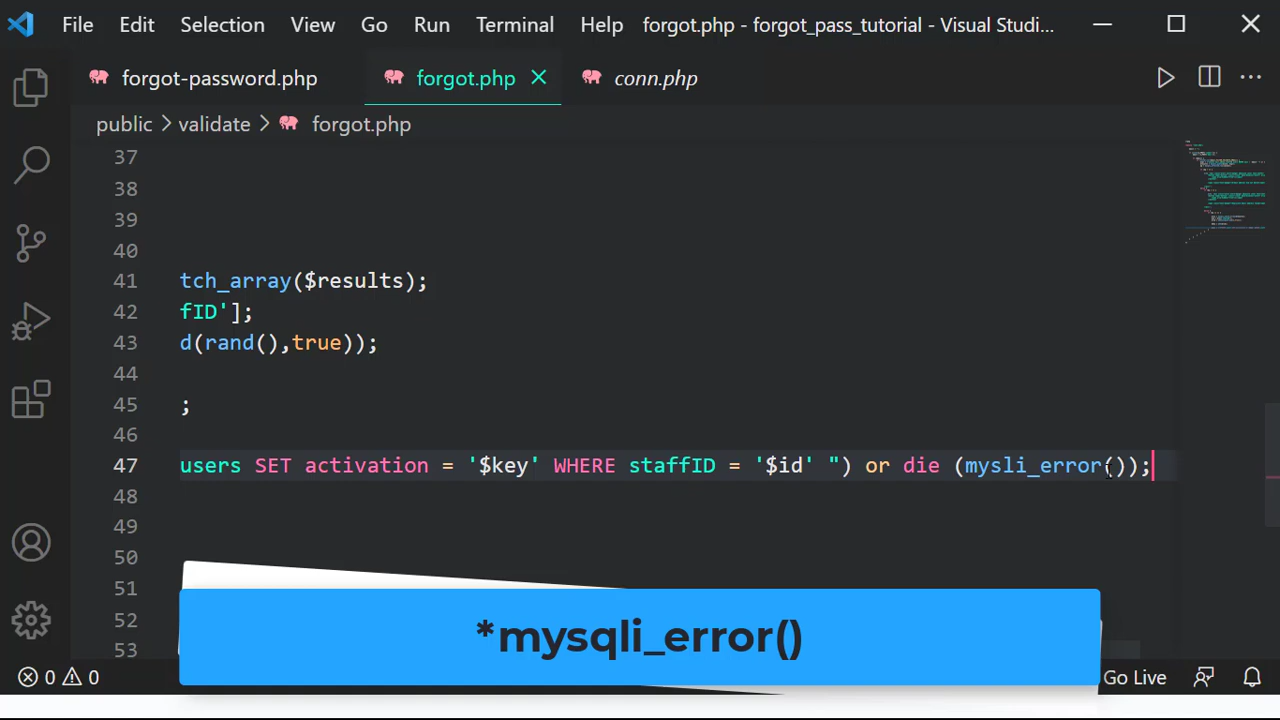 File Edit Selection View Go Run Terminal Help forgot.php - forgot_pass_tutorial - Visual Studi...
forgot-password.php forgot.php conn.php
public > validate > forgot.php
37
38
39
40
41 tch_array($results);
42 fID'];
43 d(rand(),true));
44
45 ;
46
47 users SET activation = '$key' WHERE staffID = '$id' ") or die (mysli_error());
48
49
50
51
52
53
*mysqli_error()
0 0 Go Live